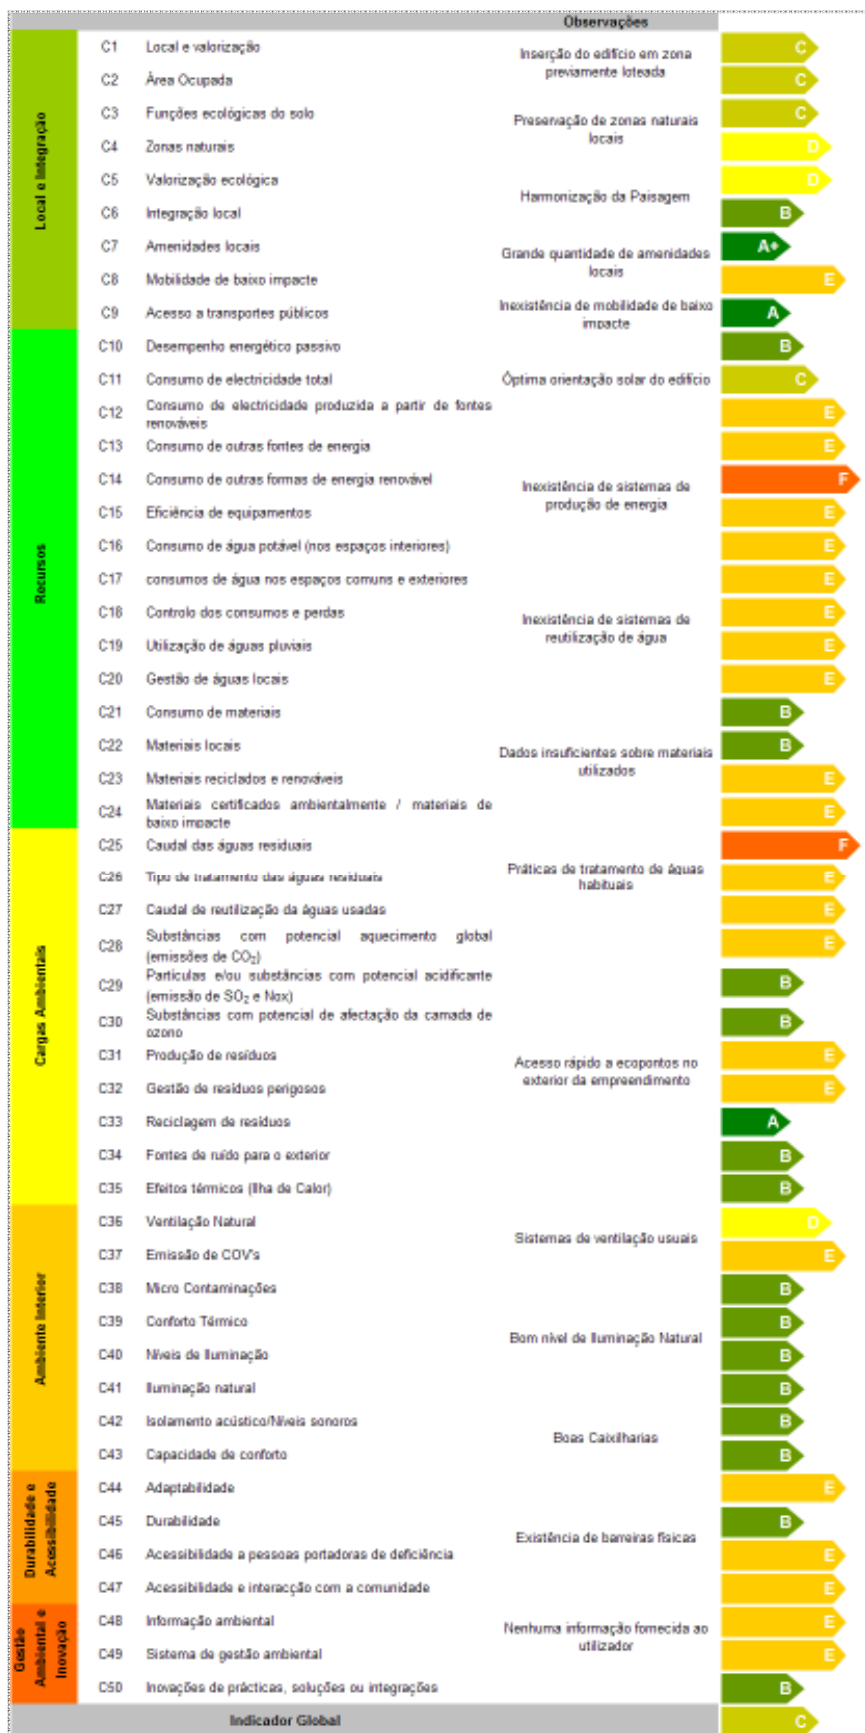 Observações
Local e Integração
C1 Local e valorização C
Inserção do edifício em zona
previamente loteada
C2 Área Ocupada C
C3 Funções ecológicas do solo C
Preservação de zonas naturais
locais
C4 Zonas naturais D
C5 Valorização ecológica D
Harmonização da Paisagem
C6 Integração local B
C7 Amenidades locais A+
Grande quantidade de amenidades
locais
C8 Mobilidade de baixo impacte E
C9 Acesso a transportes públicos A
Inexistência de mobilidade de baixo
impacte
Recursos
C10 Desempenho energético passivo B
C11 Consumo de electricidade total Óptima orientação solar do edifício C
C12 Consumo de electricidade produzida a partir de fontes
renováveis E
C13 Consumo de outras fontes de energia E
C14 Consumo de outras formas de energia renovável F
Inexistência de sistemas de
produção de energia
C15 Eficiência de equipamentos E
C16 Consumo de água potável (nos espaços interiores) E
C17 consumos de água nos espaços comuns e exteriores E
C18 Controlo dos consumos e perdas E
Inexistência de sistemas de
reutilização de água
C19 Utilização de águas pluviais E
C20 Gestão de águas locais E
C21 Consumo de materiais B
C22 Materiais locais B
Dados insuficientes sobre materiais
utilizados
C23 Materiais reciclados e renováveis E
C24 Materiais certificados ambientalmente / materiais de
baixo impacte E
Cargas Ambientais
C25 Caudal das águas residuais F
Práticas de tratamento de águas
habituais
C26 Tipo de tratamento das águas residuais E
C27 Caudal de reutilização da águas usadas E
C28 Substâncias com potencial aquecimento global
(emissões de CO2) E
C29 Partículas e/ou substâncias com potencial acidificante
(emissão de SO2 e Nox) B
C30 Substâncias com potencial de afectação da camada de
ozono B
C31 Produção de resíduos E
Acesso rápido a ecopontos no
exterior da empreendimento
C32 Gestão de resíduos perigosos E
C33 Reciclagem de resíduos A
C34 Fontes de ruído para o exterior B
C35 Efeitos térmicos (Ilha de Calor) B
Ambiente Interior
C36 Ventilação Natural D
Sistemas de ventilação usuais
C37 Emissão de COV's E
C38 Micro Contaminações B
C39 Conforto Térmico B
Bom nível de Iluminação Natural
C40 Níveis de Iluminação B
C41 Iluminação natural B
C42 Isolamento acústico/Níveis sonoros B
Boas Caixilharias
C43 Capacidade de conforto B
Durabilidade e
Acessibilidade
C44 Adaptabilidade E
C45 Durabilidade B
Existência de barreiras físicas
C46 Acessibilidade a pessoas portadoras de deficiência E
C47 Acessibilidade e interacção com a comunidade E
Gestão
Ambiental e
Inovação
C48 Informação ambiental E
Nenhuma informação fornecida ao
utilizador
C49 Sistema de gestão ambiental E
C50 Inovações de prácticas, soluções ou integrações B
Indicador Global C